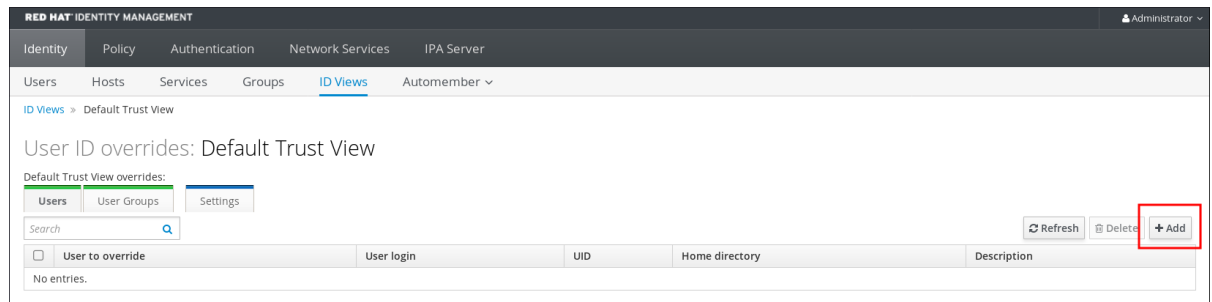 RED HAT IDENTITY MANAGEMENT Administrator
Identity Policy Authentication Network Services IPA Server
Users Hosts Services Groups ID Views Automember
ID Views » Default Trust View
User ID overrides: Default Trust View
Default Trust View overrides:
Users User Groups Settings
Search Refresh Delete + Add
User to override User login UID Home directory Description
No entries.